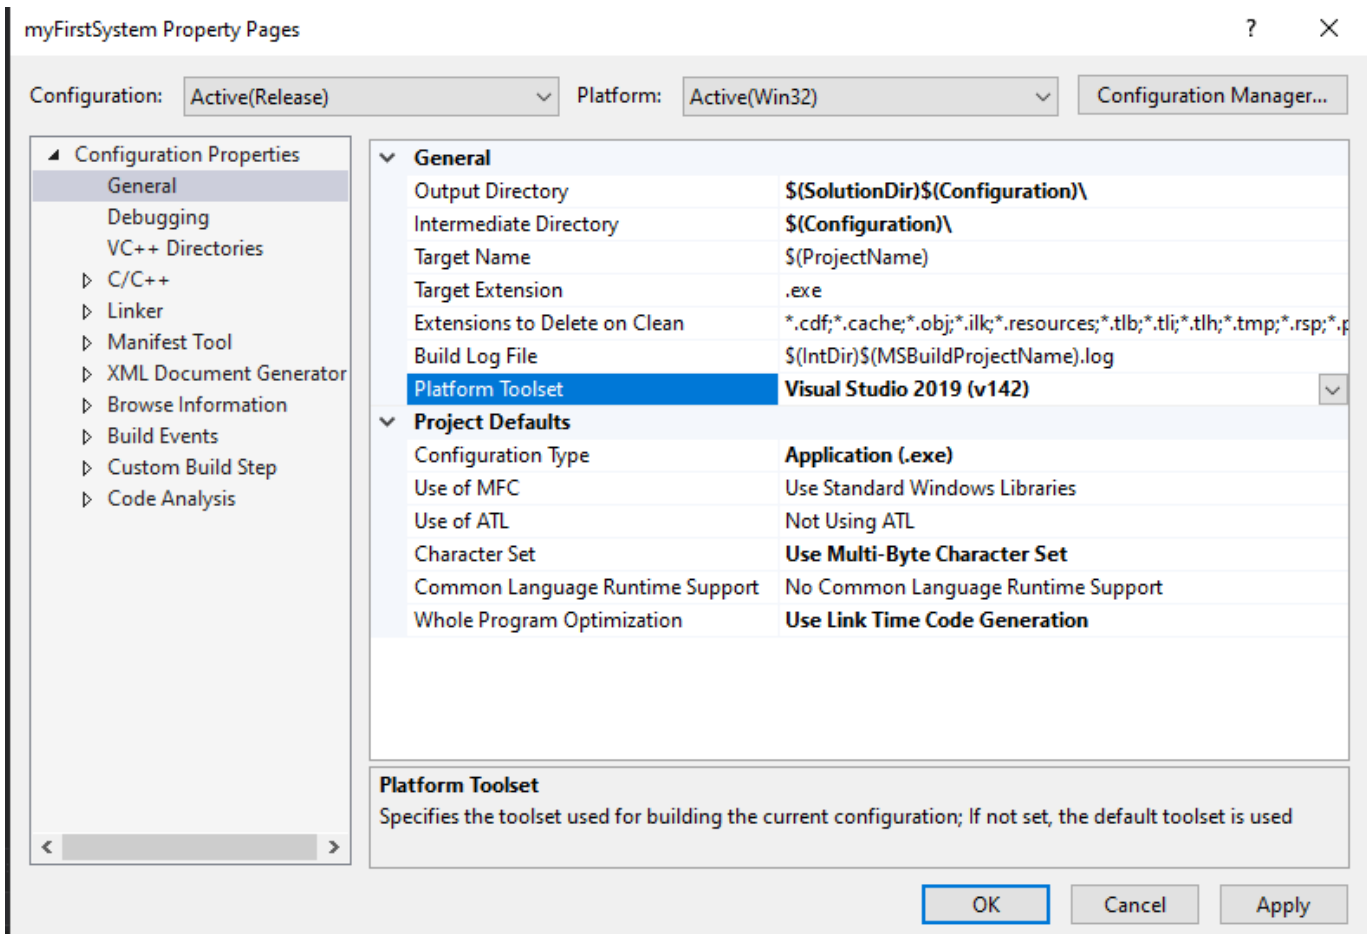 myFirstSystem Property Pages
?
Configuration: Active(Release) Platform: Active(Win32) Configuration Manager...
Configuration Properties
General
Debugging
VC++ Directories
C/C++
Linker
Manifest Tool
XML Document Generator
Browse Information
Build Events
Custom Build Step
Code Analysis
General
Output Directory $(SolutionDir)$(Configuration)\
Intermediate Directory $(Configuration)\
Target Name $(ProjectName)
Target Extension .exe
Extensions to Delete on Clean *.cdf;*.cache;*.obj;*.ilk;*.resources;*.tlb;*.tli;*.tlh;*.tmp;*.rsp;*.p
Build Log File $(IntDir)$(MSBuildProjectName).log
Platform Toolset Visual Studio 2019 (v142)
Project Defaults
Configuration Type Application (.exe)
Use of MFC Use Standard Windows Libraries
Use of ATL Not Using ATL
Character Set Use Multi-Byte Character Set
Common Language Runtime Support No Common Language Runtime Support
Whole Program Optimization Use Link Time Code Generation
Platform Toolset
Specifies the toolset used for building the current configuration; If not set, the default toolset is used
OK Cancel Apply